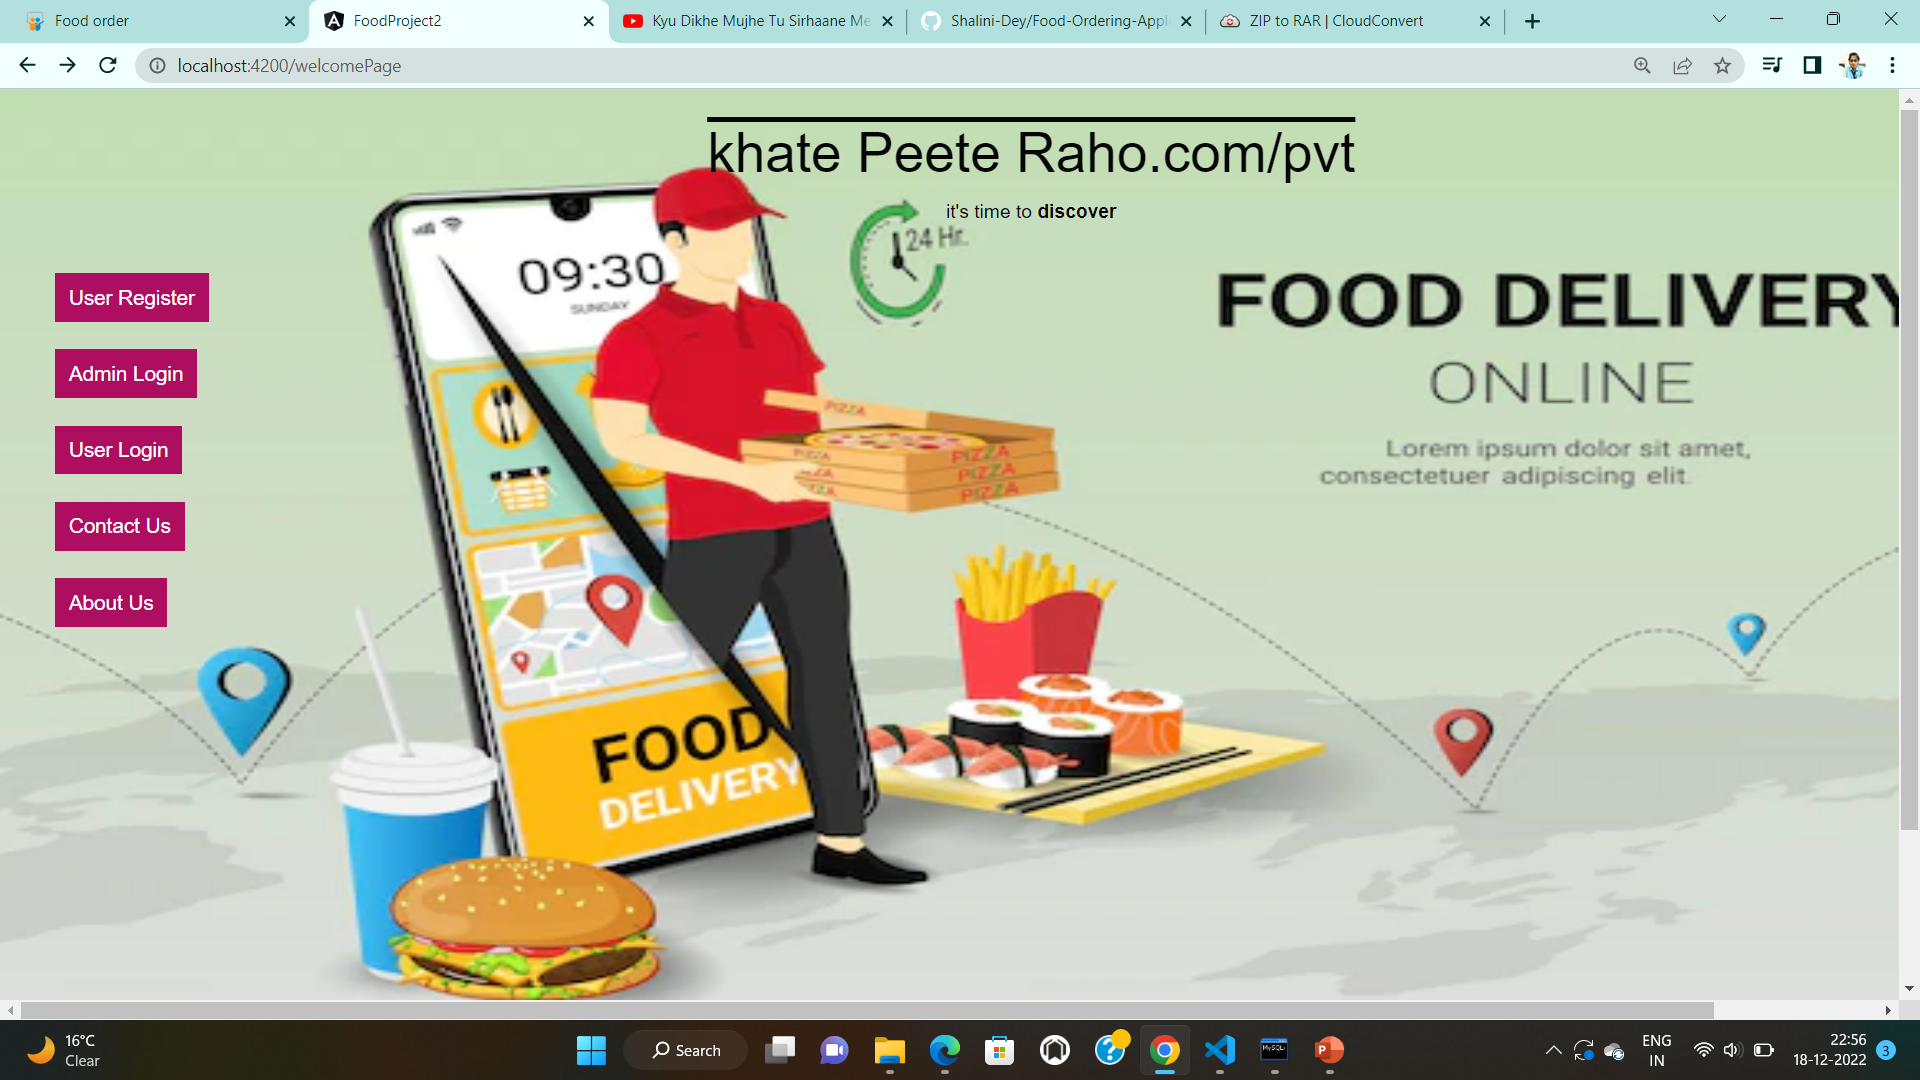 Food order
FoodProject2
Kyu Dikhe Mujhe Tu Sirhaane Me
Shalini-Dey/Food-Ordering-Appl
ZIP to RAR | CloudConvert
localhost:4200/welcomePage
khate Peete Raho.com/pvt
it's time to discover
24 Hr.
09:30
SUNDAY
User Register
Admin Login
User Login
Contact Us
About Us
FOOD DELIVERY
ONLINE
Lorem ipsum dolor sit amet,
consectetuer adipiscing elit.
PIZZA
PIZZA
PIZZA
PIZZA
PIZZA
FOOD
DELIVERY
16°C
Clear
Search
MySQL
ENG
IN
22:56
18-12-2022
3